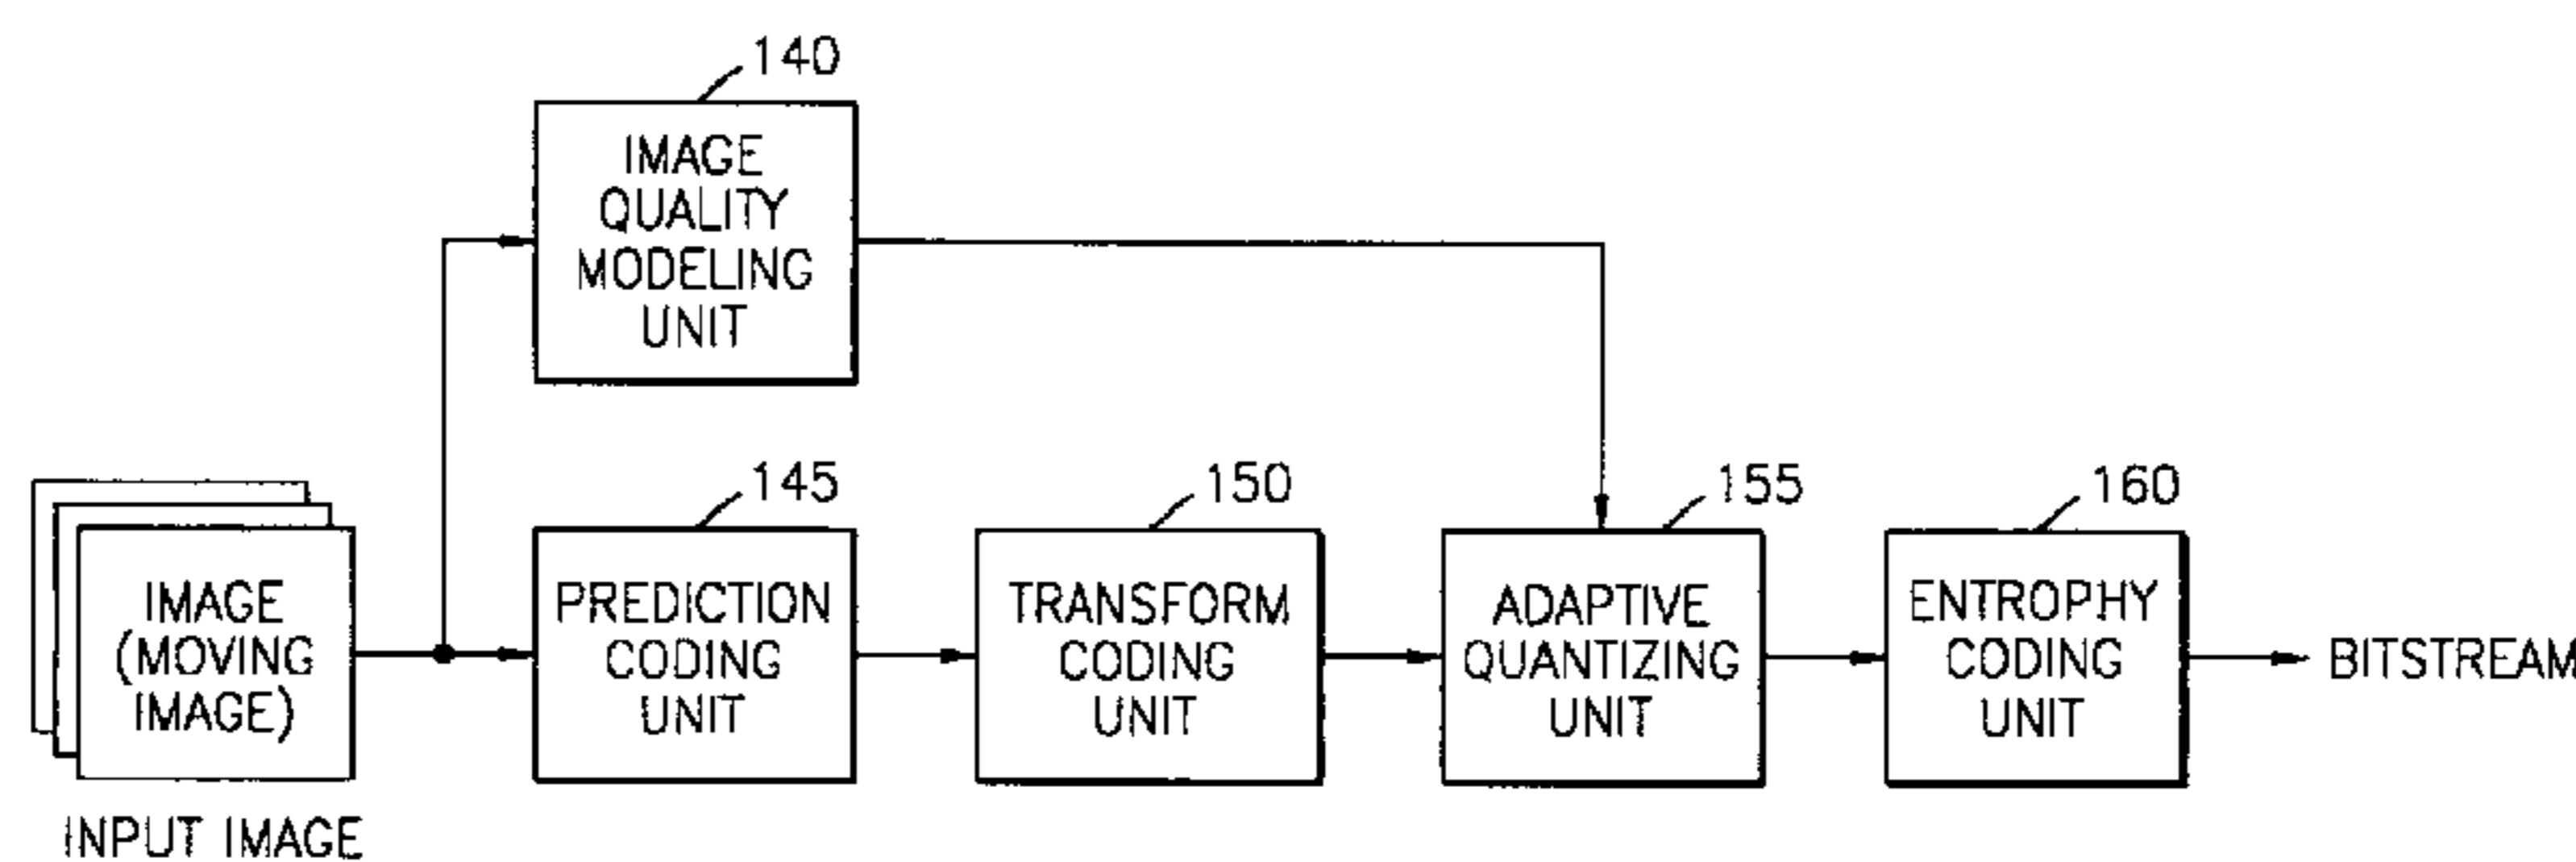 140
IMAGE
QUALITY
MODELING
UNIT
145
150
155
160
IMAGE
(MOVING
IMAGE)
PREDICTION
CODING
UNIT
TRANSFORM
CODING
UNIT
ADAPTIVE
QUANTIZING
UNIT
ENTROPHY
CODING
UNIT
BITSTREAM
INPUT IMAGE